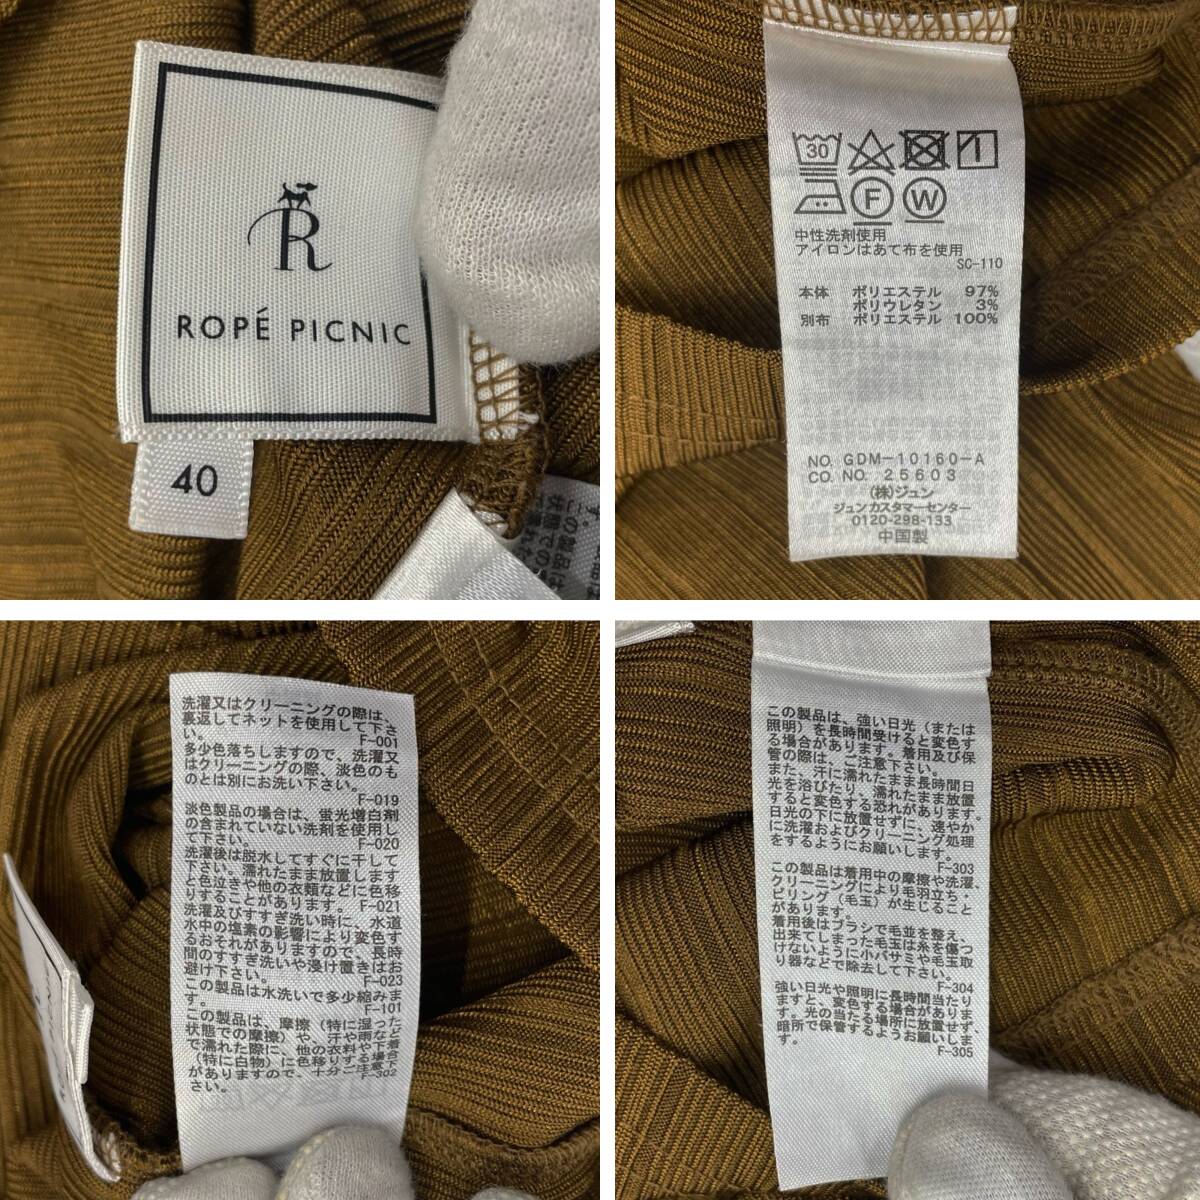 R
ROPÉ PICNIC
40
30
F
W
中性洗剤使用
アイロンはあて布を使用
SC-110
本体 ポリエステル 97%
ポリウレタン 3%
別布 ポリエステル 100%
NO. GDM-10160-A
CO. NO. 25603
(株)ジュン
ジュンカスタマーセンター
0120-298-133
中国製
洗濯又はクリーニングの際は、
裏返してネットを使用して下さ
い。
F-001
多少色落ちしますので、洗濯又
はクリーニングの際、淡色のも
のとは別にお洗い下さい。
F-019
淡色製品の場合は、蛍光増白剤
の含まれていない洗剤を使用し
て下さい。
F-020
洗濯後は脱水してすぐに干して
下さい。濡れたまま放置します
と色泣きや他の衣類などに色移
りすることがあります。
F-021
洗濯及びすすぎ洗い時に、水道
水中の塩素の影響により変色す
るおそれがありますので、長時
間のすすぎ洗いや浸け置きはお
避け下さい。
F-023
この製品は水洗いで多少縮みま
す。
F-101
この製品は、摩擦（特に湿った
状態での摩擦）や、汗や雨など
で濡れた際に、他の衣料や下着
（特に白物）に色移りする場合
がありますので、十分ご注意下
さい。
F-302
この製品は、強い日光（または
照明）を長時間受けると変色す
る場合があります。着用及び保
管の際は、ご注意下さい。
また、汗に濡れたまま長時間日
光を浴びたり、濡れたまま放置
すると変色する恐れがあります。
日光の下に放置せずに、速やか
に洗濯およびクリーニング処理
をするようにお願いします。
F-303
この製品は着用中の摩擦や洗濯、
クリーニングにより毛羽立ち・
ピリング（毛玉）が生じること
があります。
着用後はブラシで毛並を整え、
出来てしまった毛玉は糸を傷つ
けないように小バサミや毛玉取
り器などで除去して下さい。
F-304
強い日光や照明に長時間当たり
ますと、変色する場合がありま
す。光の当たる場所に放置せず、
暗所で保管するようお願いしま
す。
F-305